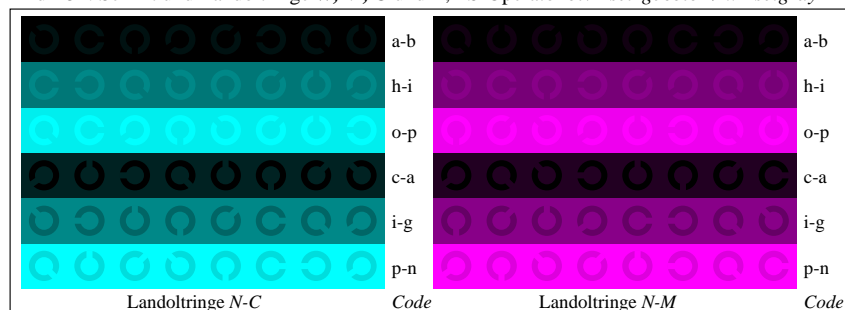 a-b a-b
h-i h-i
o-p o-p
c-a c-a
i-g i-g
p-n p-n
Landoltringe N-C Code Landoltringe N-M Code